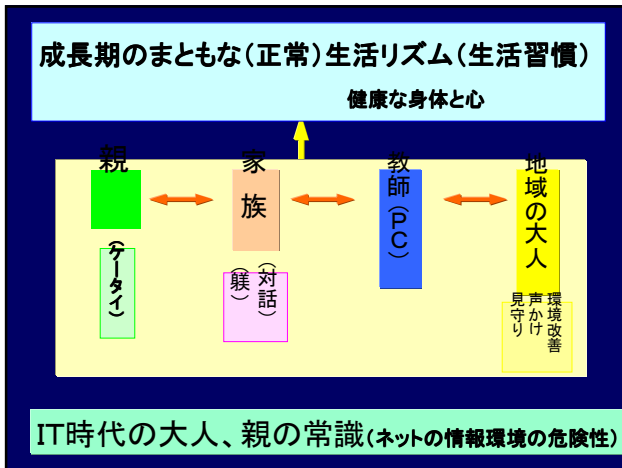 成長期のまともな(正常)生活リズム(生活習慣)
健康な身体と心
親
(ケータイ)
家族
(対話)
(躾)
教師(PC)
地域の大人
環境改善
声かけ
見守り
IT時代の大人、親の常識(ネットの情報環境の危険性)